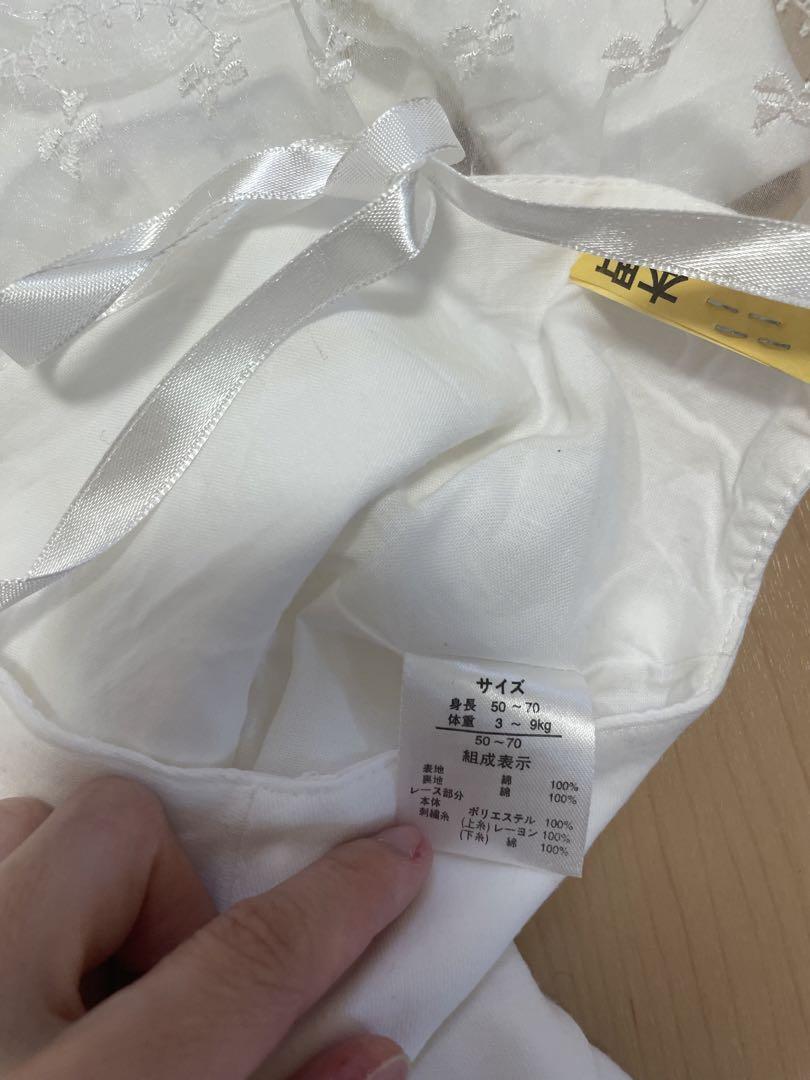 本町
サイズ
身長 50～70
体重 3～9kg
50～70
組成表示
表地 綿 100%
裏地 綿 100%
レース部分
本体 ポリエステル 100%
刺繍糸 (上糸) レーヨン 100%
(下糸) 綿 100%